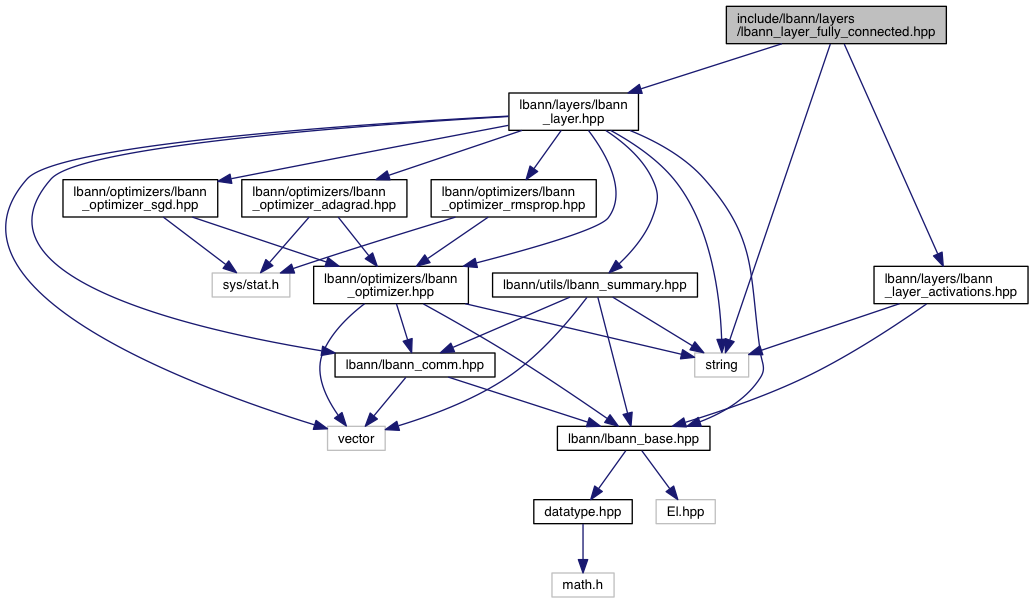 include/lbann/layers
/lbann_layer_fully_connected.hpp
lbann/layers/lbann
_layer.hpp
lbann/optimizers/lbann
_optimizer_sgd.hpp
lbann/optimizers/lbann
_optimizer_adagrad.hpp
lbann/optimizers/lbann
_optimizer_rmsprop.hpp
sys/stat.h
lbann/optimizers/lbann
_optimizer.hpp
lbann/utils/lbann_summary.hpp
lbann/layers/lbann
_layer_activations.hpp
lbann/lbann_comm.hpp
string
vector
lbann/lbann_base.hpp
datatype.hpp
El.hpp
math.h